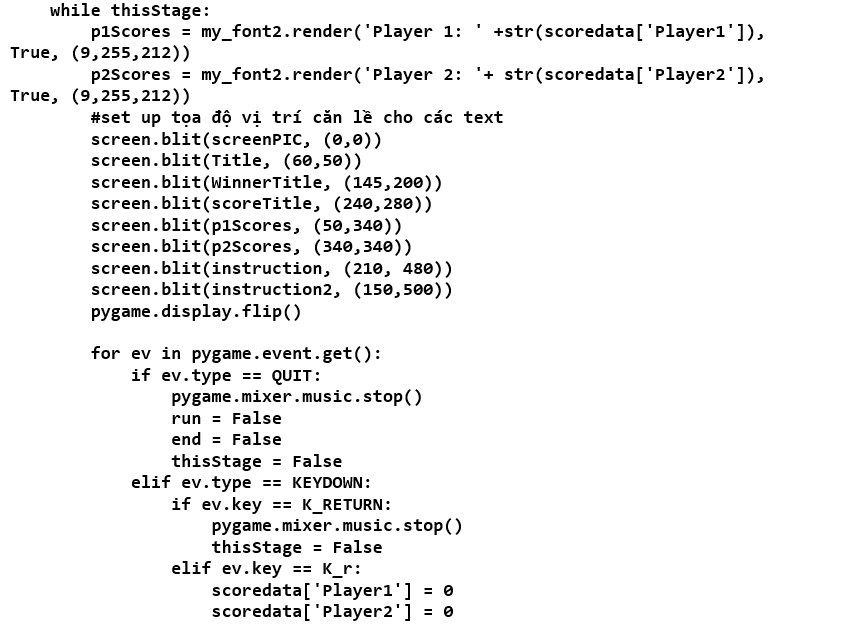 while thisStage:
        p1Scores = my_font2.render('Player 1: ' +str(scoredata['Player1']),
True, (9,255,212))
        p2Scores = my_font2.render('Player 2: '+ str(scoredata['Player2']),
True, (9,255,212))
        #set up tọa độ vị trí căn lề cho các text
        screen.blit(screenPIC, (0,0))
        screen.blit(Title, (60,50))
        screen.blit(WinnerTitle, (145,200))
        screen.blit(scoreTitle, (240,280))
        screen.blit(p1Scores, (50,340))
        screen.blit(p2Scores, (340,340))
        screen.blit(instruction, (210, 480))
        screen.blit(instruction2, (150,500))
        pygame.display.flip()

        for ev in pygame.event.get():
            if ev.type == QUIT:
                pygame.mixer.music.stop()
                run = False
                end = False
                thisStage = False
            elif ev.type == KEYDOWN:
                if ev.key == K_RETURN:
                    pygame.mixer.music.stop()
                    thisStage = False
                elif ev.key == K_r:
                    scoredata['Player1'] = 0
                    scoredata['Player2'] = 0